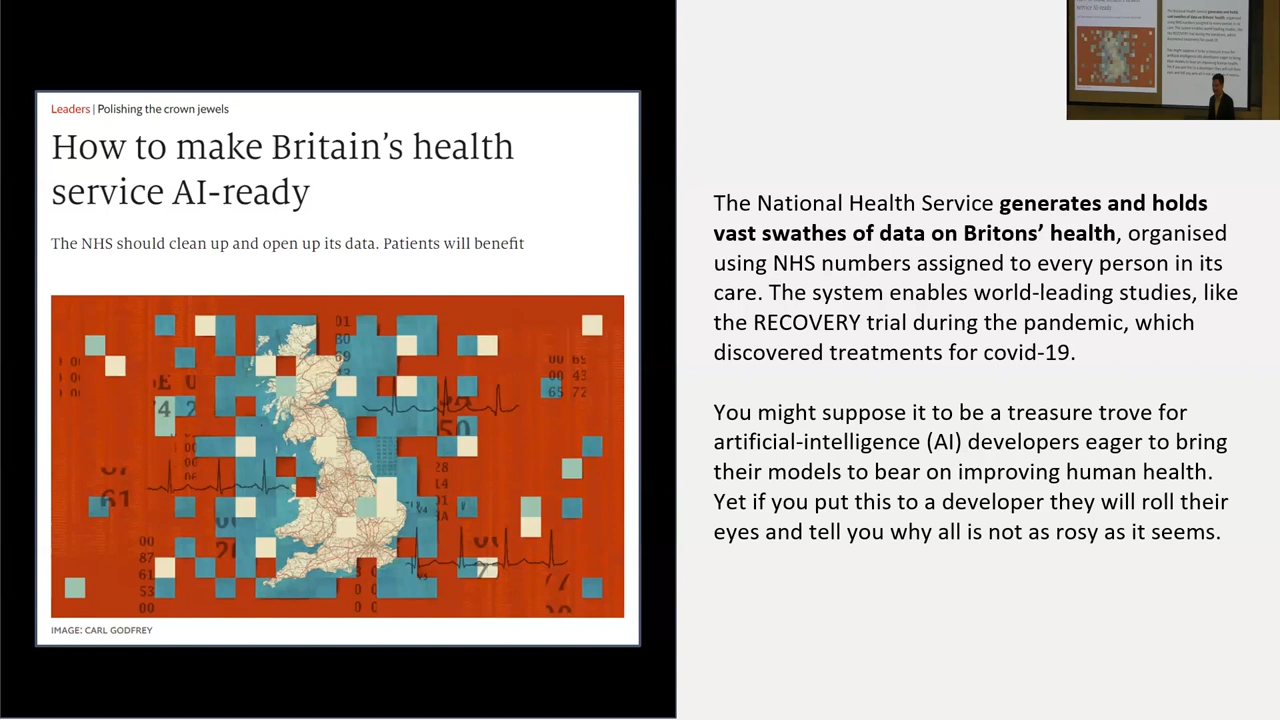 Leaders | Polishing the crown jewels
How to make Britain's health
service AI-ready
The NHS should clean up and open up its data. Patients will benefit
IMAGE: CARL GODFREY
The National Health Service generates and holds
vast swathes of data on Britons' health, organised
using NHS numbers assigned to every person in its
care. The system enables world-leading studies, like
the RECOVERY trial during the pandemic, which
discovered treatments for covid-19.
You might suppose it to be a treasure trove for
artificial-intelligence (AI) developers eager to bring
their models to bear on improving human health.
Yet if you put this to a developer they will roll their
eyes and tell you why all is not as rosy as it seems.